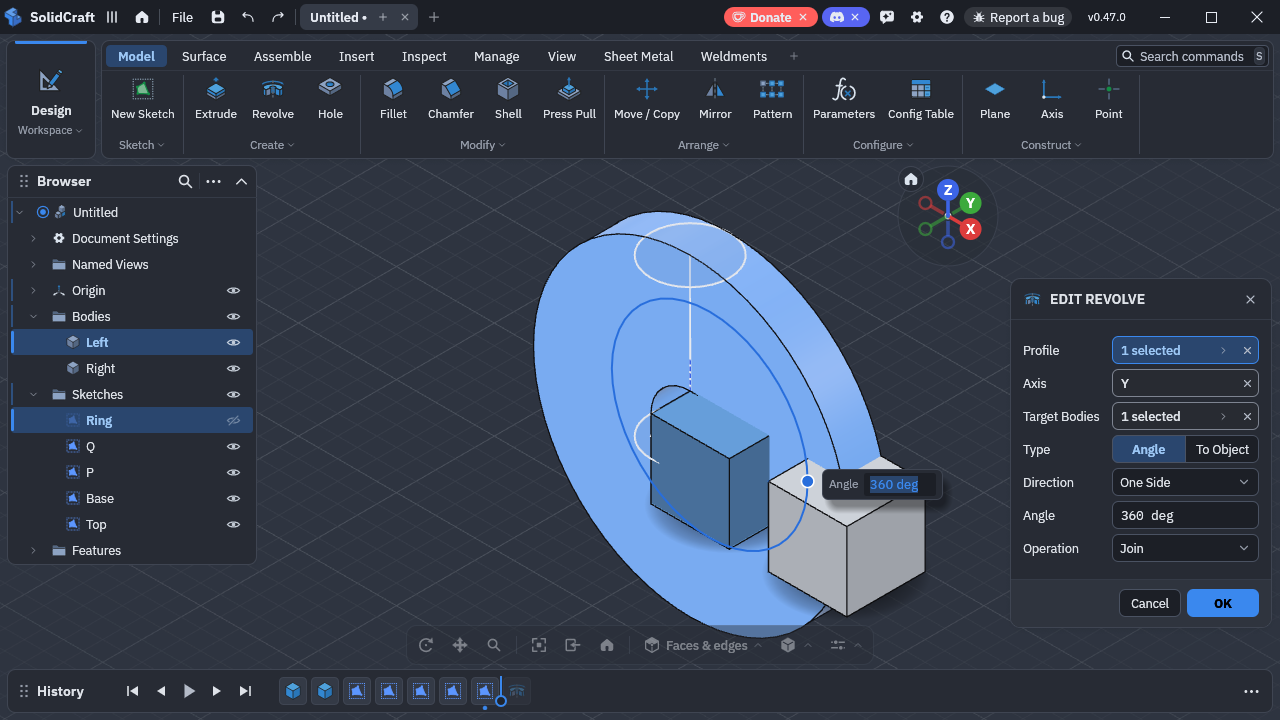 SolidCraft
File
Untitled •
Donate
Report a bug
v0.47.0
Design
Workspace
Model
Surface
Assemble
Insert
Inspect
Manage
View
Sheet Metal
Weldments
Search commands
S
New Sketch
Extrude
Revolve
Hole
Fillet
Chamfer
Shell
Press Pull
Move / Copy
Mirror
Pattern
Parameters
Config Table
Plane
Axis
Point
Sketch
Create
Modify
Arrange
Configure
Construct
Browser
Untitled
Document Settings
Named Views
Origin
Bodies
Left
Right
Sketches
Ring
Q
P
Base
Top
Features
Z
Y
X
Angle 360 deg
EDIT REVOLVE
Profile 1 selected
Axis Y
Target Bodies 1 selected
Type Angle To Object
Direction One Side
Angle 360 deg
Operation Join
Cancel OK
Faces & edges
History